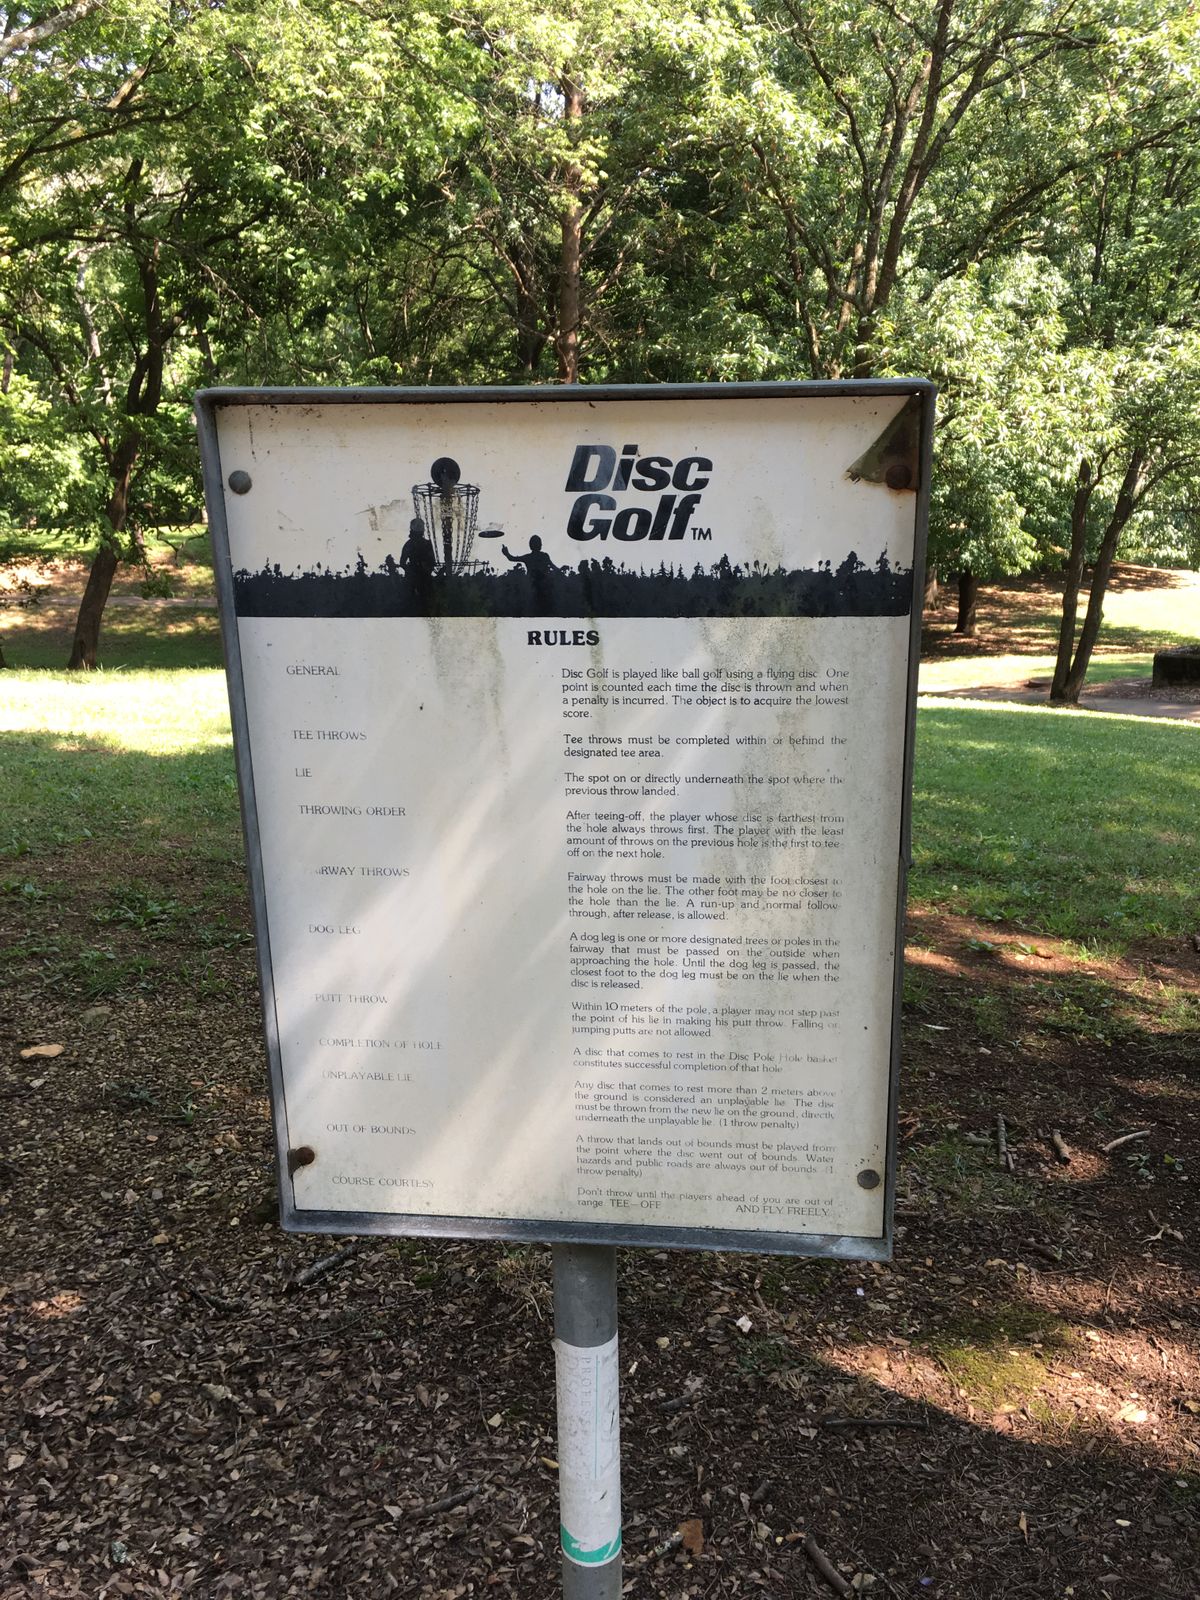 Disc
Golf TM
RULES
GENERAL
Disc Golf is played like ball golf using a flying disc. One
point is counted each time the disc is thrown and when
a penalty is incurred. The object is to acquire the lowest
score.
TEE THROWS
Tee throws must be completed within or behind the
designated tee area.
LIE
The spot on or directly underneath the spot where the
previous throw landed.
THROWING ORDER
After teeing-off, the player whose disc is farthest from
the hole always throws first. The player with the least
amount of throws on the previous hole is the first to tee-
off on the next hole.
IRWAY THROWS
Fairway throws must be made with the foot closest to
the hole on the lie. The other foot may be no closer to
the hole than the lie. A run-up and normal follow-
through, after release, is allowed.
DOG LEG
A dog leg is one or more designated trees or poles in the
fairway that must be passed on the outside when
approaching the hole. Until the dog leg is passed, the
closest foot to the dog leg must be on the lie when the
disc is released.
PUTT THROW
Within 10 meters of the pole, a player may not step past
the point of his lie in making his putt throw. Falling or
jumping putts are not allowed.
COMPLETION OF HOLE
A disc that comes to rest in the Disc Pole Hole basket
constitutes successful completion of that hole
UNPLAYABLE LIE
Any disc that comes to rest more than 2 meters above
the ground is considered an unplayable lie. The disc
must be thrown from the new lie on the ground, directly
underneath the unplayable lie. (1 throw penalty)
OUT OF BOUNDS
A throw that lands out of bounds must be played from
the point where the disc went out of bounds. Water
hazards and public roads are always out of bounds. (1
throw penalty)
COURSE COURTESY
Don't throw until the players ahead of you are out of
range. TEE-OFF AND FLY FREELY.